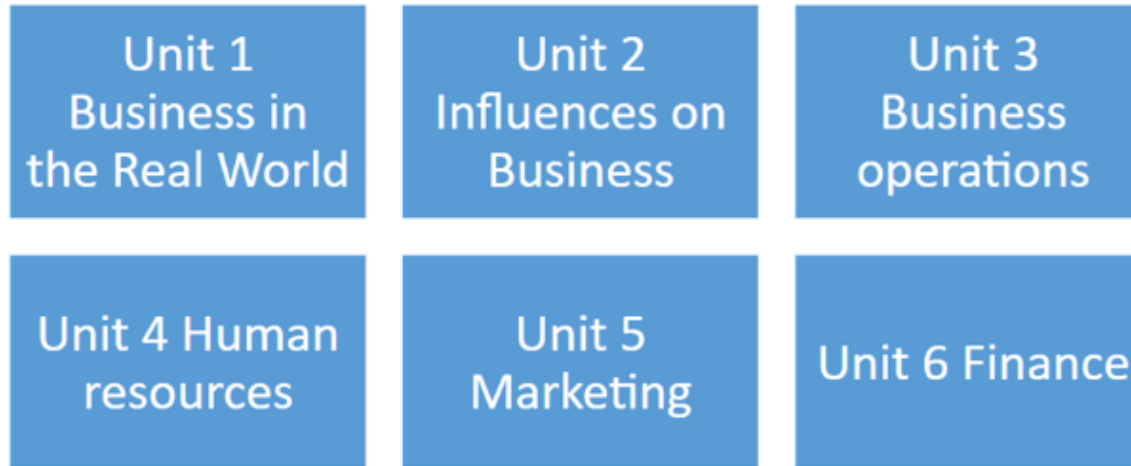 Unit 1
Business in
the Real World
Unit 2
Influences on
Business
Unit 3
Business
operations
Unit 4 Human
resources
Unit 5
Marketing
Unit 6 Finance